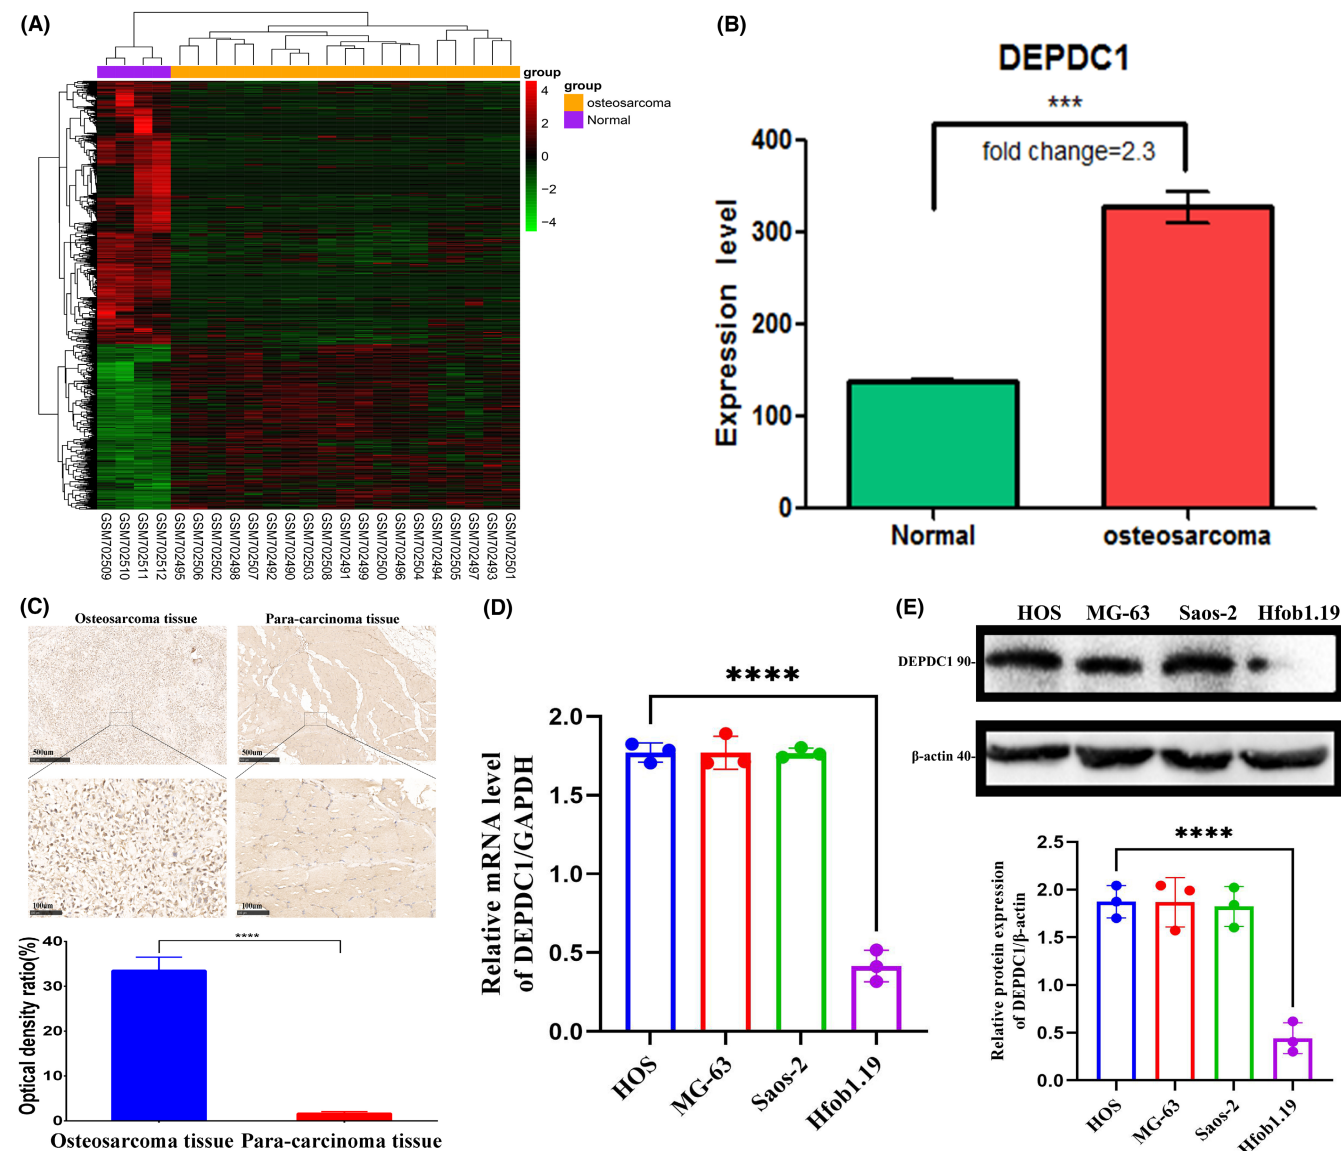 (A)
group
4
2
0
−2
−4
group
osteosarcoma
Normal
GSM702509
GSM702510
GSM702511
GSM702512
GSM702495
GSM702506
GSM702502
GSM702498
GSM702507
GSM702492
GSM702490
GSM702503
GSM702508
GSM702491
GSM702499
GSM702500
GSM702496
GSM702504
GSM702494
GSM702505
GSM702497
GSM702493
GSM702501
(B)
DEPDC1
***
fold change=2.3
Expression level
400
300
200
100
0
Normal
osteosarcoma
(C)
Osteosarcoma tissue
Para-carcinoma tissue
500um
500um
100um
100um
****
Optical density ratio(%)
40
30
20
10
0
Osteosarcoma tissue
Para-carcinoma tissue
(D)
****
Relative mRNA level
of DEPDC1/GAPDH
2.0
1.5
1.0
0.5
0.0
HOS
MG-63
Saos-2
Hfob1.19
(E)
HOS
MG-63
Saos-2
Hfob1.19
DEPDC1 90-
β-actin 40-
****
Relative protein expression
of DEPDC1/β-actin
2.5
2.0
1.5
1.0
0.5
0.0
HOS
MG-63
Saos-2
Hfob1.19